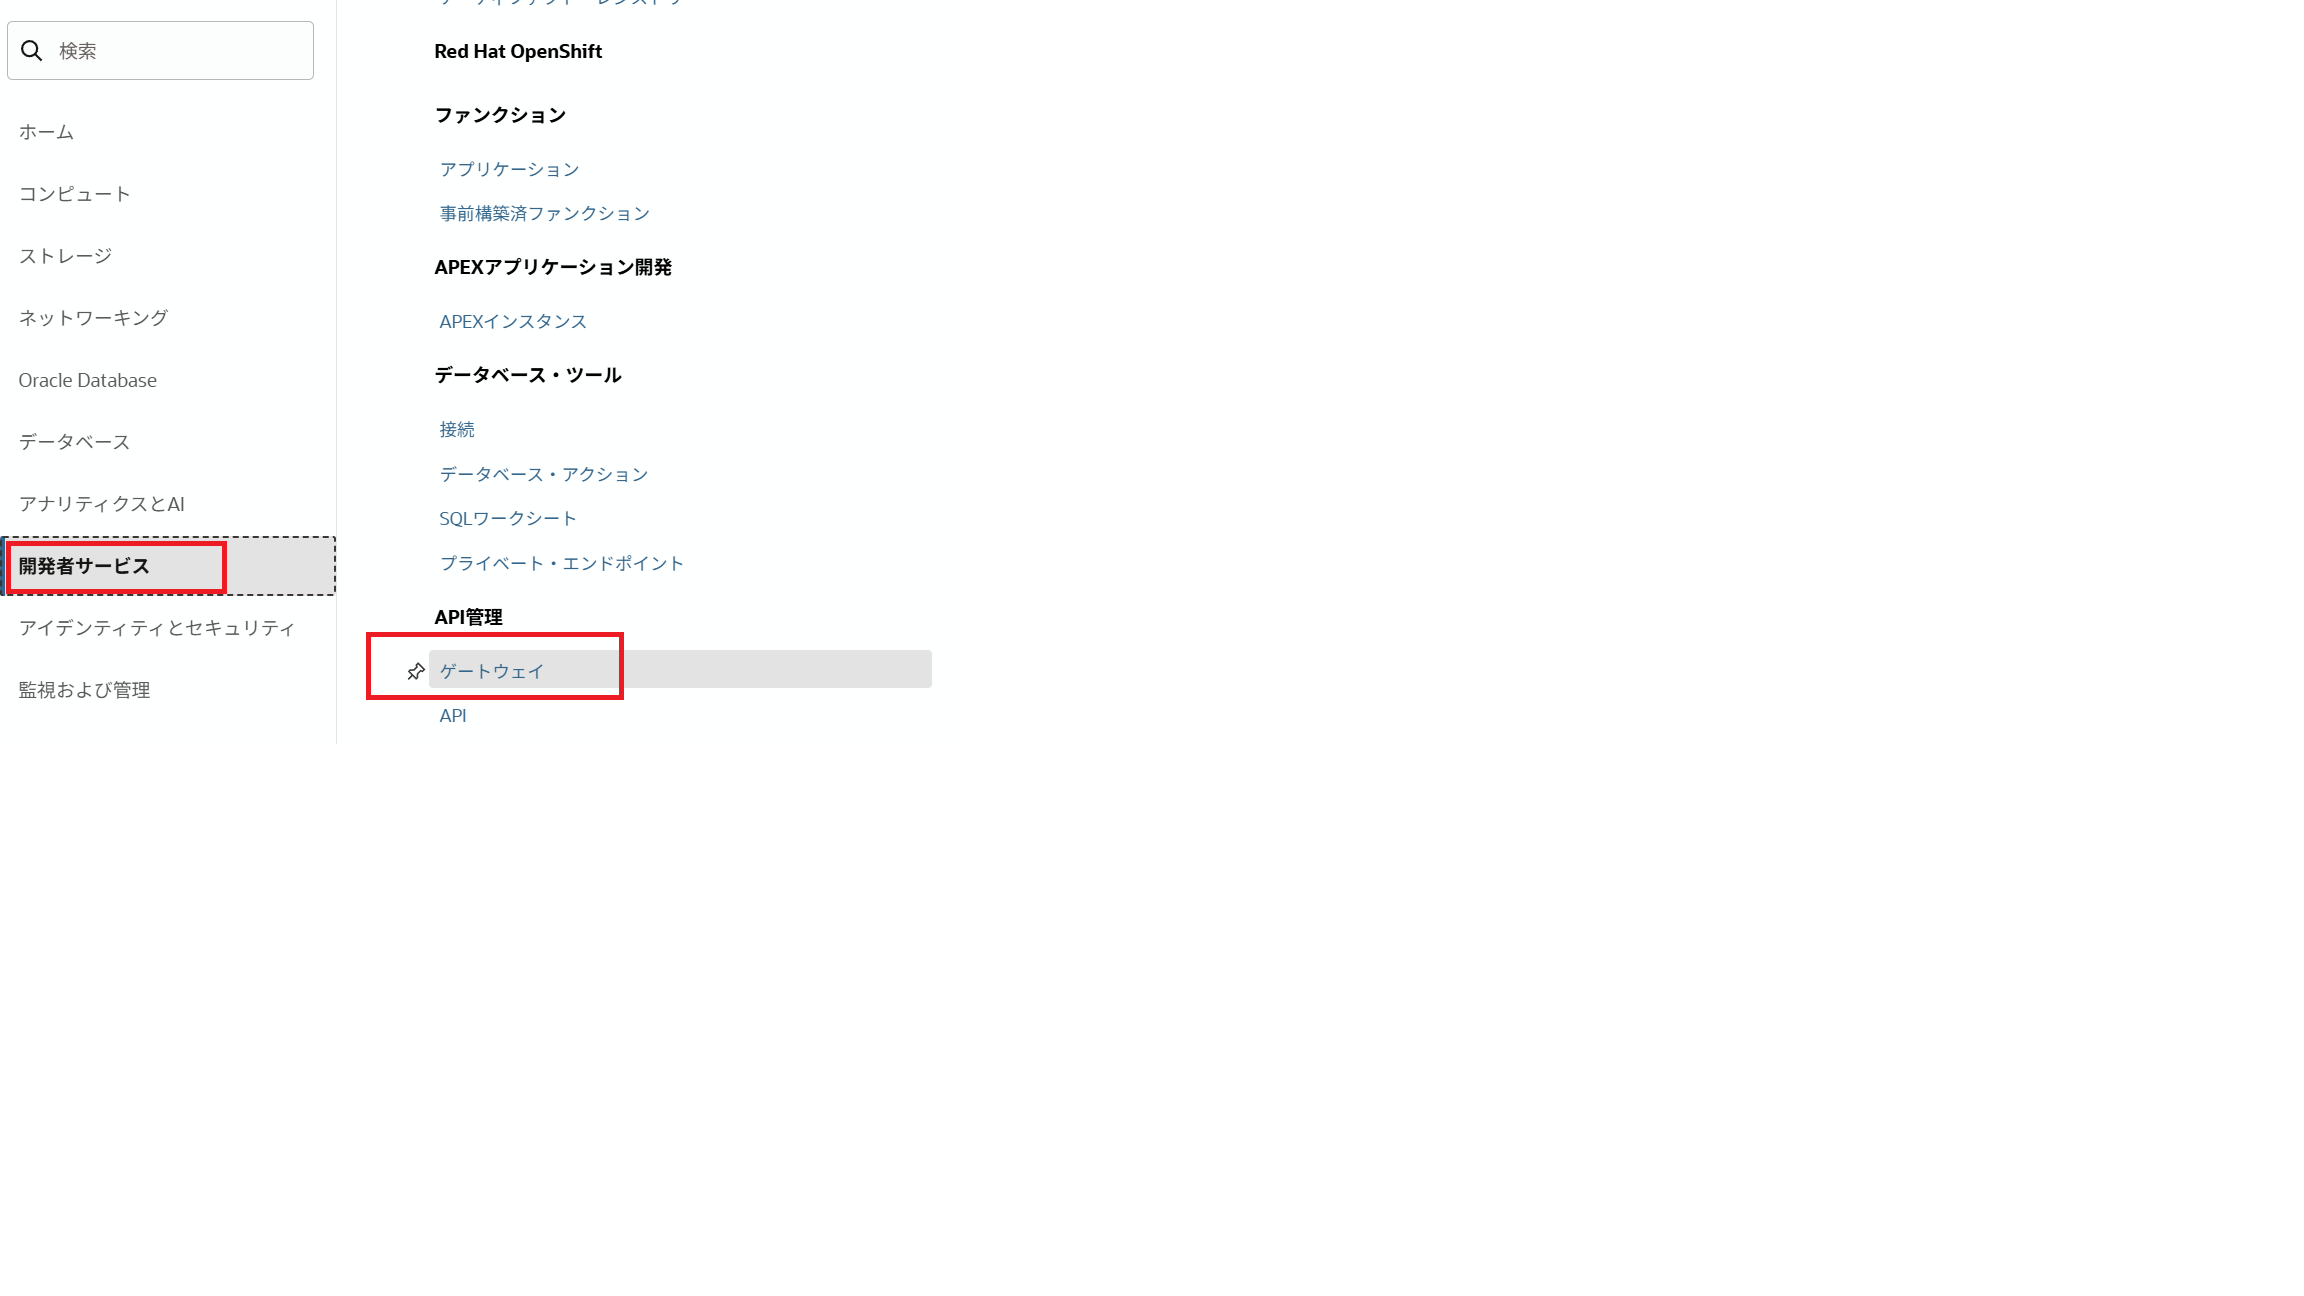 検索
ホーム
コンピュート
ストレージ
ネットワーキング
Oracle Database
データベース
アナリティクスとAI
開発者サービス
アイデンティティとセキュリティ
監視および管理
Red Hat OpenShift
ファンクション
アプリケーション
事前構築済ファンクション
APEXアプリケーション開発
APEXインスタンス
データベース・ツール
接続
データベース・アクション
SQLワークシート
プライベート・エンドポイント
API管理
ゲートウェイ
API